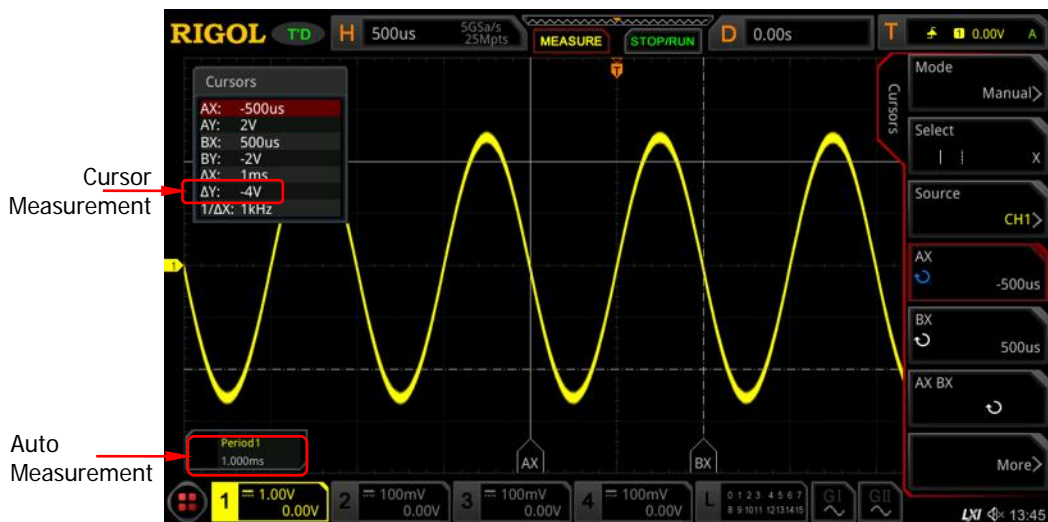 RIGOL T'D H 500us 5GSa/s 25Mpts MEASURE STOP/RUN D 0.00s T 1 0.00V A
Cursors
AX: -500us
AY: 2V
BX: 500us
BY: -2V
ΔX: 1ms
ΔY: -4V
1/ΔX: 1kHz
Cursor
Measurement
T
1
Period1
1.000ms
Auto
Measurement
AX
BX
Cursors
Mode
Manual>
Select
X
Source
CH1>
AX
-500us
BX
500us
AX BX
More>
1 1.00V 0.00V
2 100mV 0.00V
3 100mV 0.00V
4 100mV 0.00V
L 0 1 2 3 4 5 6 7
8 9 10 11 12 13 14 15
GI
GII
LXI 13:45